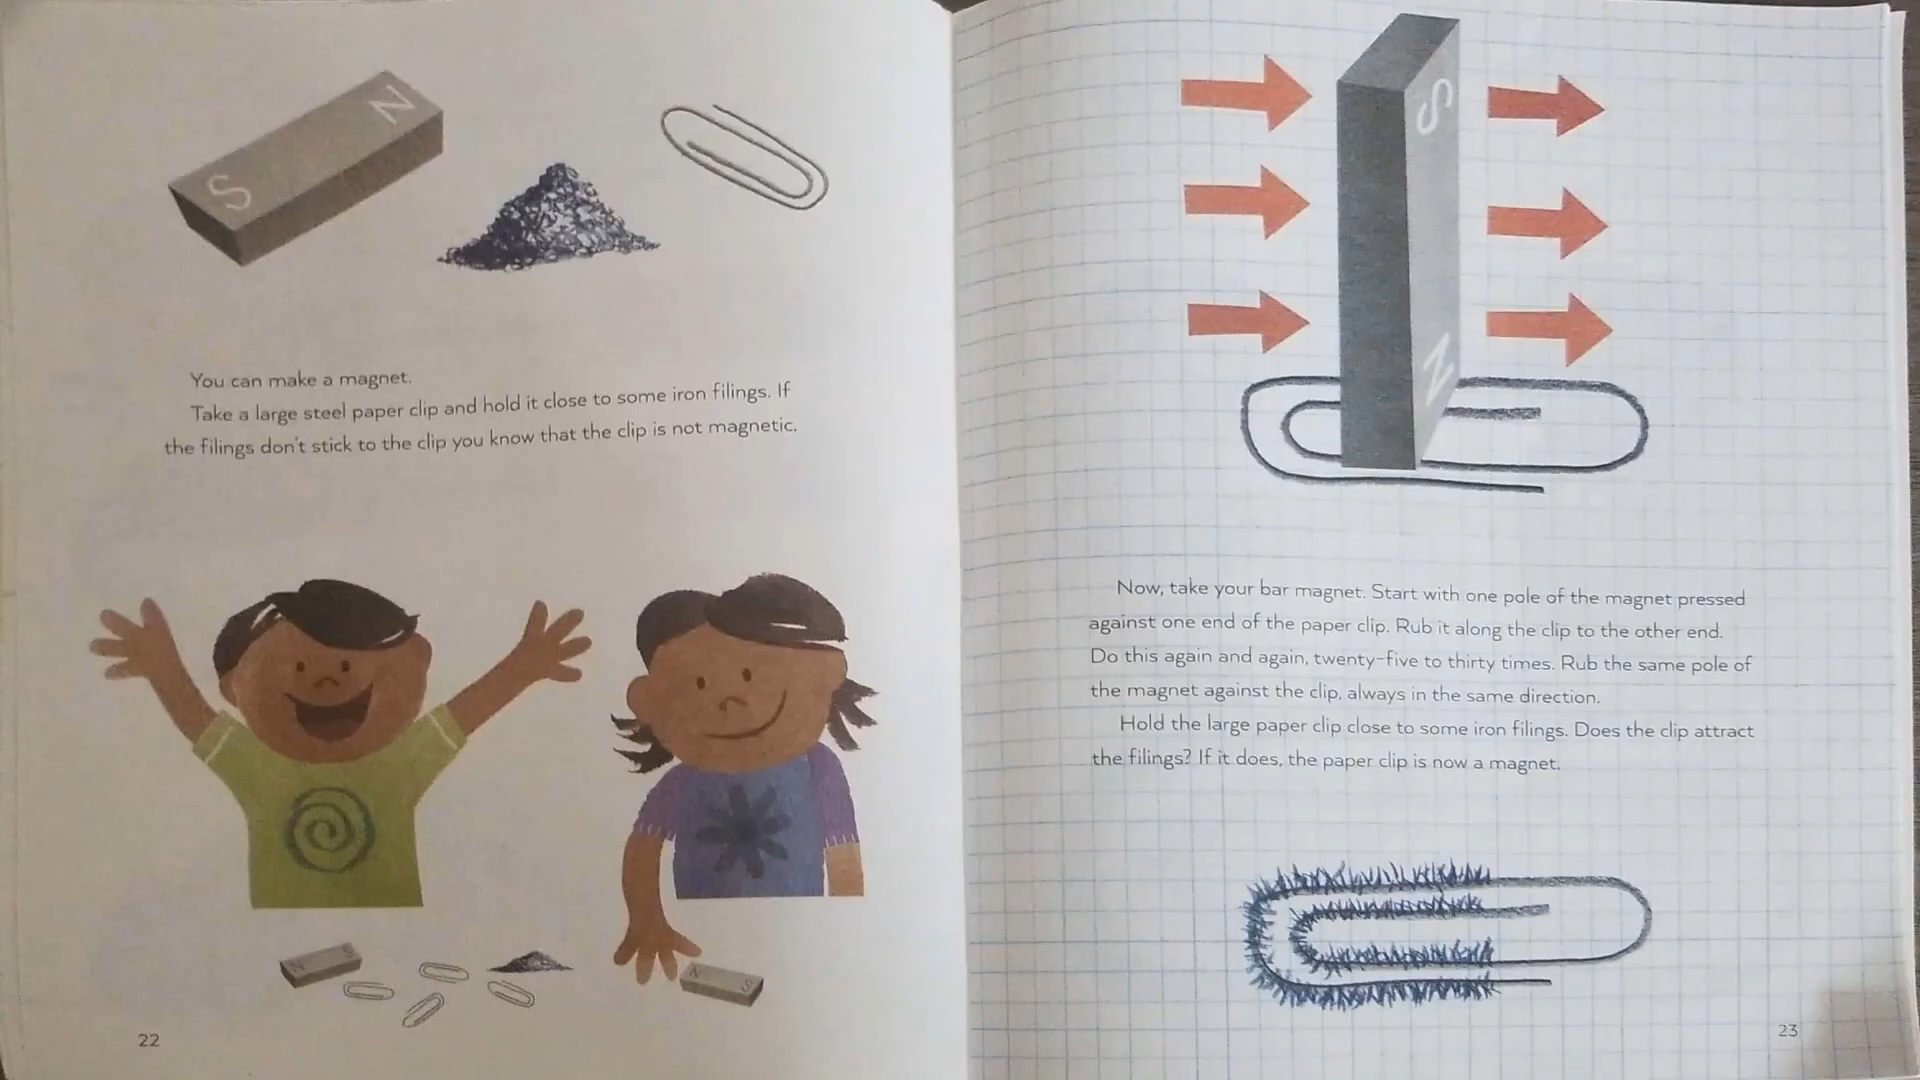 S N
You can make a magnet.
Take a large steel paper clip and hold it close to some iron filings. If
the filings don't stick to the clip you know that the clip is not magnetic.
N S
N S
22
S
N
Now, take your bar magnet. Start with one pole of the magnet pressed
against one end of the paper clip. Rub it along the clip to the other end.
Do this again and again, twenty-five to thirty times. Rub the same pole of
the magnet against the clip, always in the same direction.
Hold the large paper clip close to some iron filings. Does the clip attract
the filings? If it does, the paper clip is now a magnet.
23